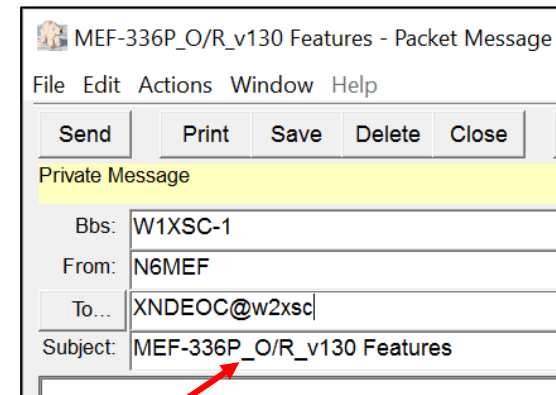 MEF-336P_O/R_v130 Features - Packet Message
File Edit Actions Window Help
Send Print Save Delete Close
Private Message
Bbs: W1XSC-1
From: N6MEF
To... XNDEOC@w2xsc
Subject: MEF-336P_O/R_v130 Features